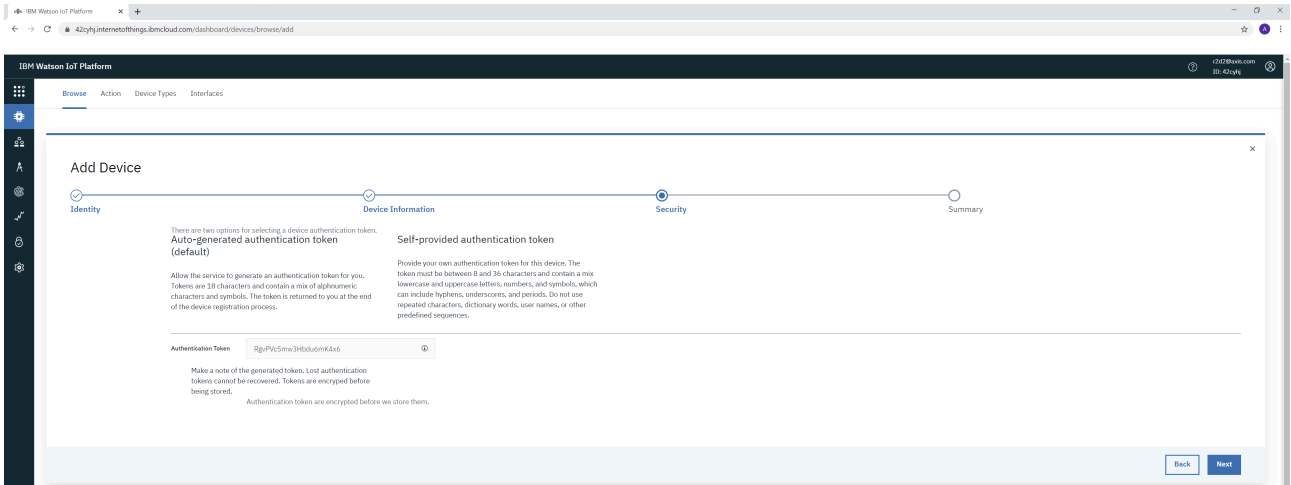 IBM Watson IoT Platform
42cyhj.internetofthings.ibmcloud.com/dashboard/devices/browse/add
A
IBM Watson IoT Platform
r2d2@axis.com
ID: 42cyhj
Browse Action Device Types Interfaces
Add Device
Identity Device Information Security Summary
There are two options for selecting a device authentication token.
Auto-generated authentication token
(default)
Allow the service to generate an authentication token for you.
Tokens are 18 characters and contain a mix of alphnumeric
characters and symbols. The token is returned to you at the end
of the device registration process.
Self-provided authentication token
Provide your own authentication token for this device. The
token must be between 8 and 36 characters and contain a mix
lowercase and uppercase letters, numbers, and symbols, which
can include hyphens, underscores, and periods. Do not use
repeated characters, dictionary words, user names, or other
predefined sequences.
Authentication Token RgvPVc5mw3Hbdu6mK4x6
Make a note of the generated token. Lost authentication
tokens cannot be recovered. Tokens are encryped before
being stored.
Authentication token are encrypted before we store them.
Back Next